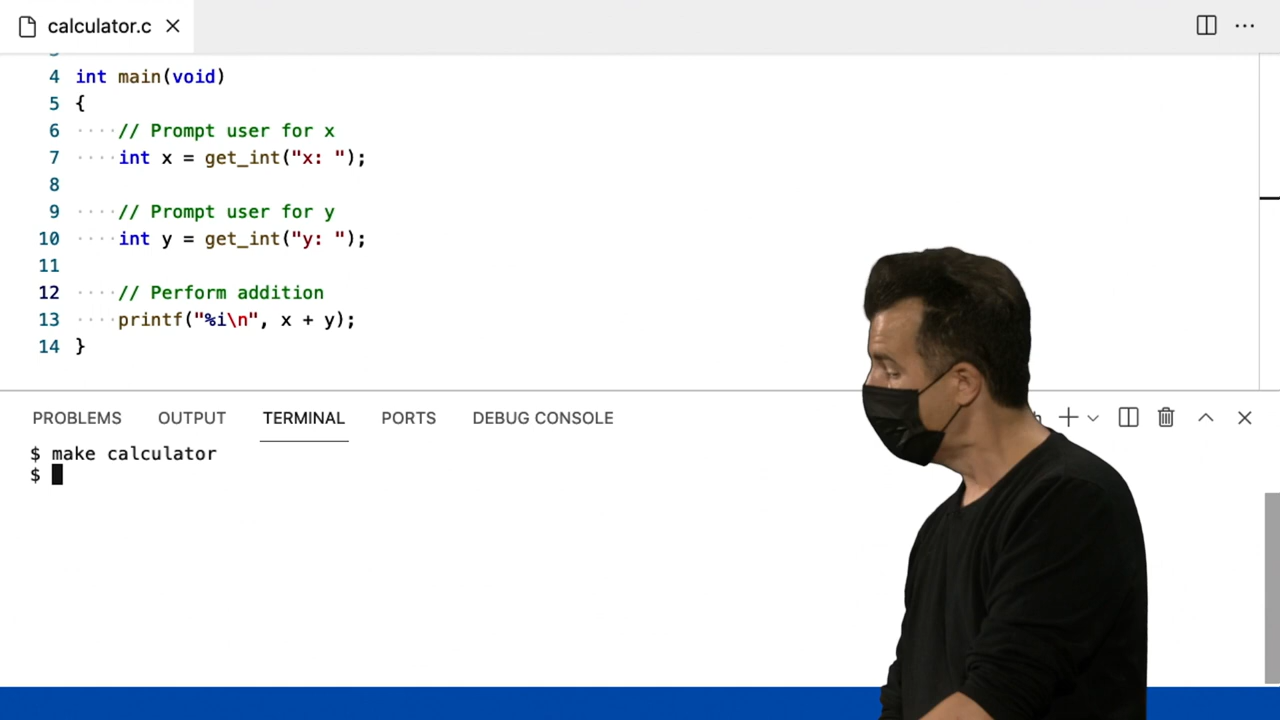 calculator.c
4 int main(void)
5 {
6 ····// Prompt user for x
7 ····int x = get_int("x: ");
8
9 ····// Prompt user for y
10 ····int y = get_int("y: ");
11
12 ····// Perform addition
13 ····printf("%i\n", x + y);
14 }
PROBLEMS OUTPUT TERMINAL PORTS DEBUG CONSOLE
$ make calculator
$